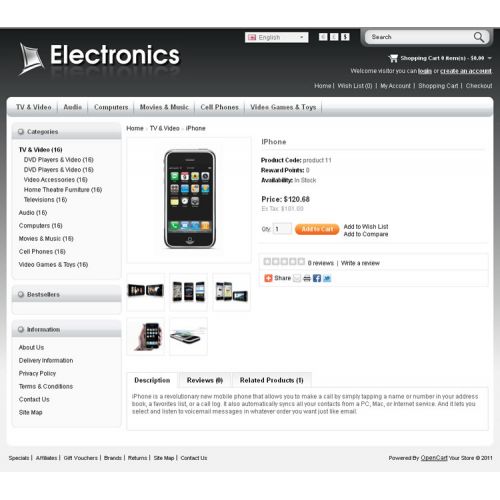 English
€ £ $
Search
Electronics
Shopping Cart 0 item(s) - $0.00
Welcome visitor you can login or create an account.
Home | Wish List (0) | My Account | Shopping Cart | Checkout
TV & Video Audio Computers Movies & Music Cell Phones Video Games & Toys
Categories
TV & Video (16)
DVD Players & Video (16)
DVD Players & Video (16)
Video Accessories (16)
Home Theatre Furniture (16)
Televisions (16)
Audio (16)
Computers (16)
Movies & Music (16)
Cell Phones (16)
Video Games & Toys (16)
Bestsellers
Information
About Us
Delivery Information
Privacy Policy
Terms & Conditions
Contact Us
Site Map
Home TV & Video iPhone
IPhone
Product Code: product 11
Reward Points: 0
Availability: In Stock
Price: $120.68
Ex Tax: $101.00
Qty: 1 Add to Cart
Add to Wish List
Add to Compare
0 reviews | Write a review
Share
Description Reviews (0) Related Products (1)
iPhone is a revolutionary new mobile phone that allows you to make a call by simply tapping a name or number in your address
book, a favorites list, or a call log. It also automatically syncs all your contacts from a PC, Mac, or Internet service. And it lets you
select and listen to voicemail messages in whatever order you want just like email.
Specials | Affiliates | Gift Vouchers | Brands | Returns | Site Map | Contact Us
Powered By OpenCart Your Store © 2011